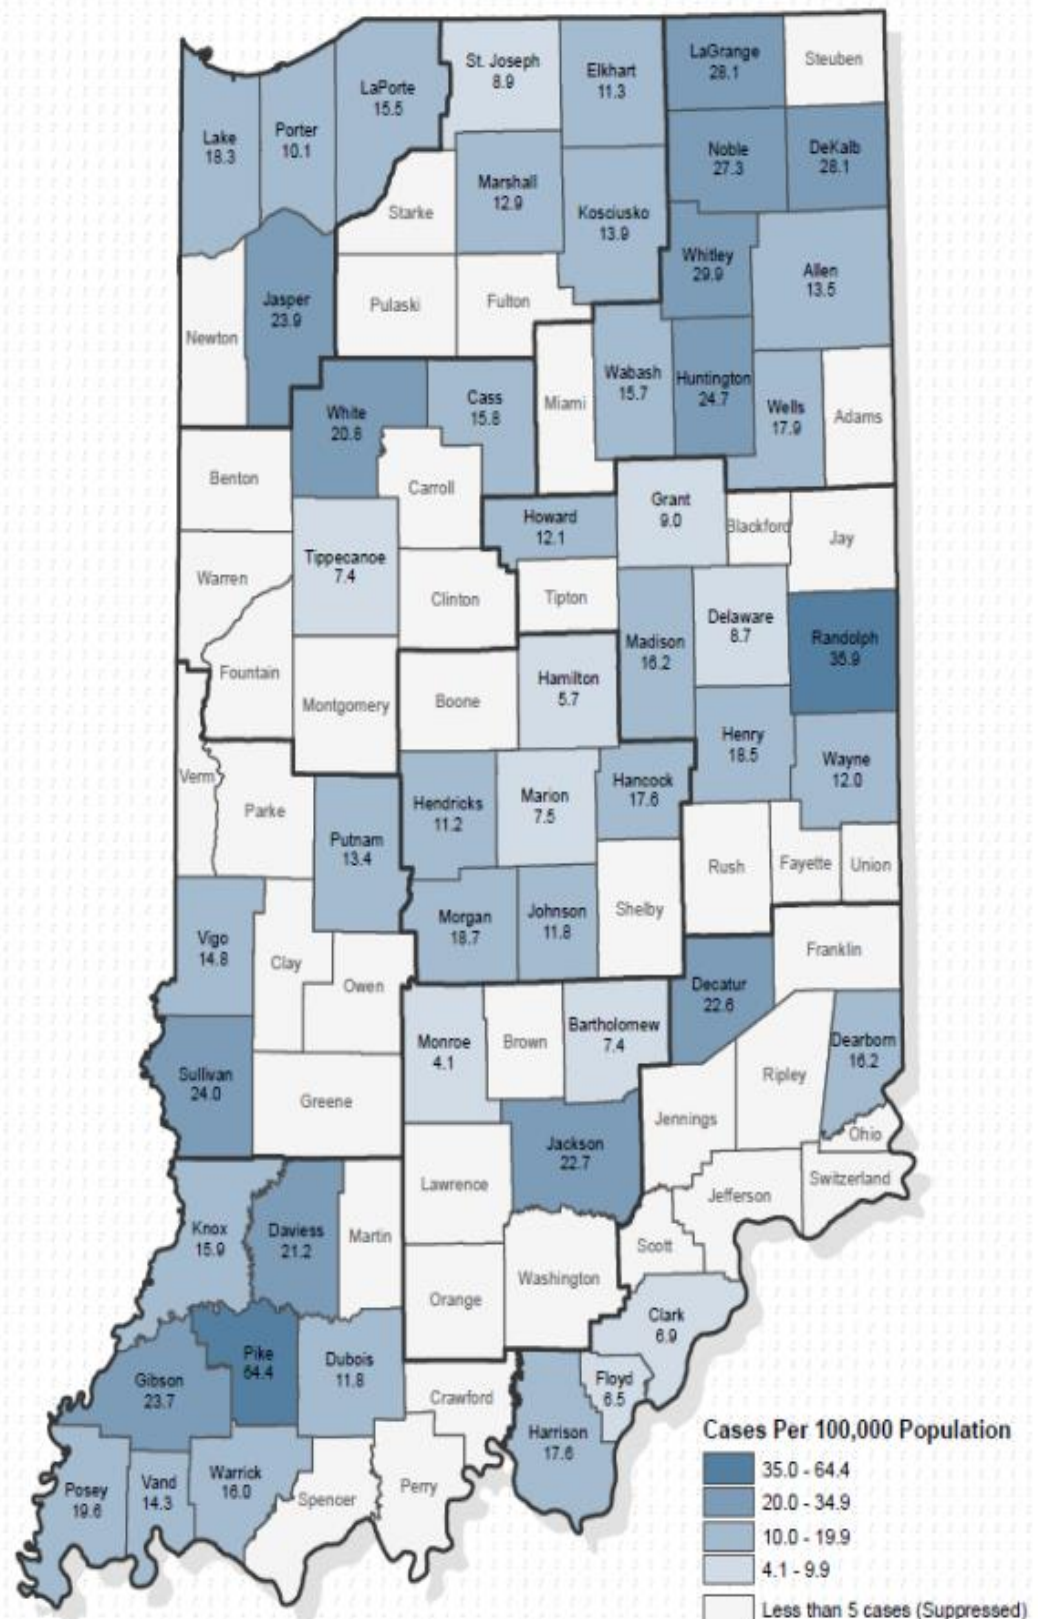 LaGrange
28.1
Steuben
St. Joseph
8.9
Elkhart
11.3
LaPorte
15.5
Lake
18.3
Porter
10.1
Noble
27.3
DeKalb
28.1
Marshall
12.9
Starke
Kosciusko
13.9
Whitley
29.9
Allen
13.5
Jasper
23.9
Pulaski
Fulton
Newton
Wabash
15.7
Huntington
24.7
Miami
Wells
17.9
Adams
White
20.8
Cass
15.8
Benton
Carroll
Grant
9.0
Howard
12.1
Blackford
Jay
Tippecanoe
7.4
Warren
Clinton
Tipton
Madison
16.2
Delaware
8.7
Randolph
35.9
Fountain
Montgomery
Boone
Hamilton
5.7
Henry
18.5
Wayne
12.0
Verm
Parke
Putnam
13.4
Hendricks
11.2
Marion
7.5
Hancock
17.6
Rush
Fayette
Union
Vigo
14.8
Clay
Owen
Morgan
18.7
Johnson
11.8
Shelby
Franklin
Decatur
22.6
Sullivan
24.0
Greene
Monroe
4.1
Brown
Bartholomew
7.4
Dearborn
16.2
Ripley
Jennings
Ohio
Jackson
22.7
Lawrence
Switzerland
Jefferson
Knox
15.9
Daviess
21.2
Martin
Scott
Washington
Orange
Clark
6.9
Pike
64.4
Dubois
11.8
Gibson
23.7
Floyd
6.5
Crawford
Harrison
17.6
Posey
19.6
Vand
14.3
Warrick
16.0
Spencer
Perry
Cases Per 100,000 Population
35.0 - 64.4
20.0 - 34.9
10.0 - 19.9
4.1 - 9.9
Less than 5 cases (Suppressed)